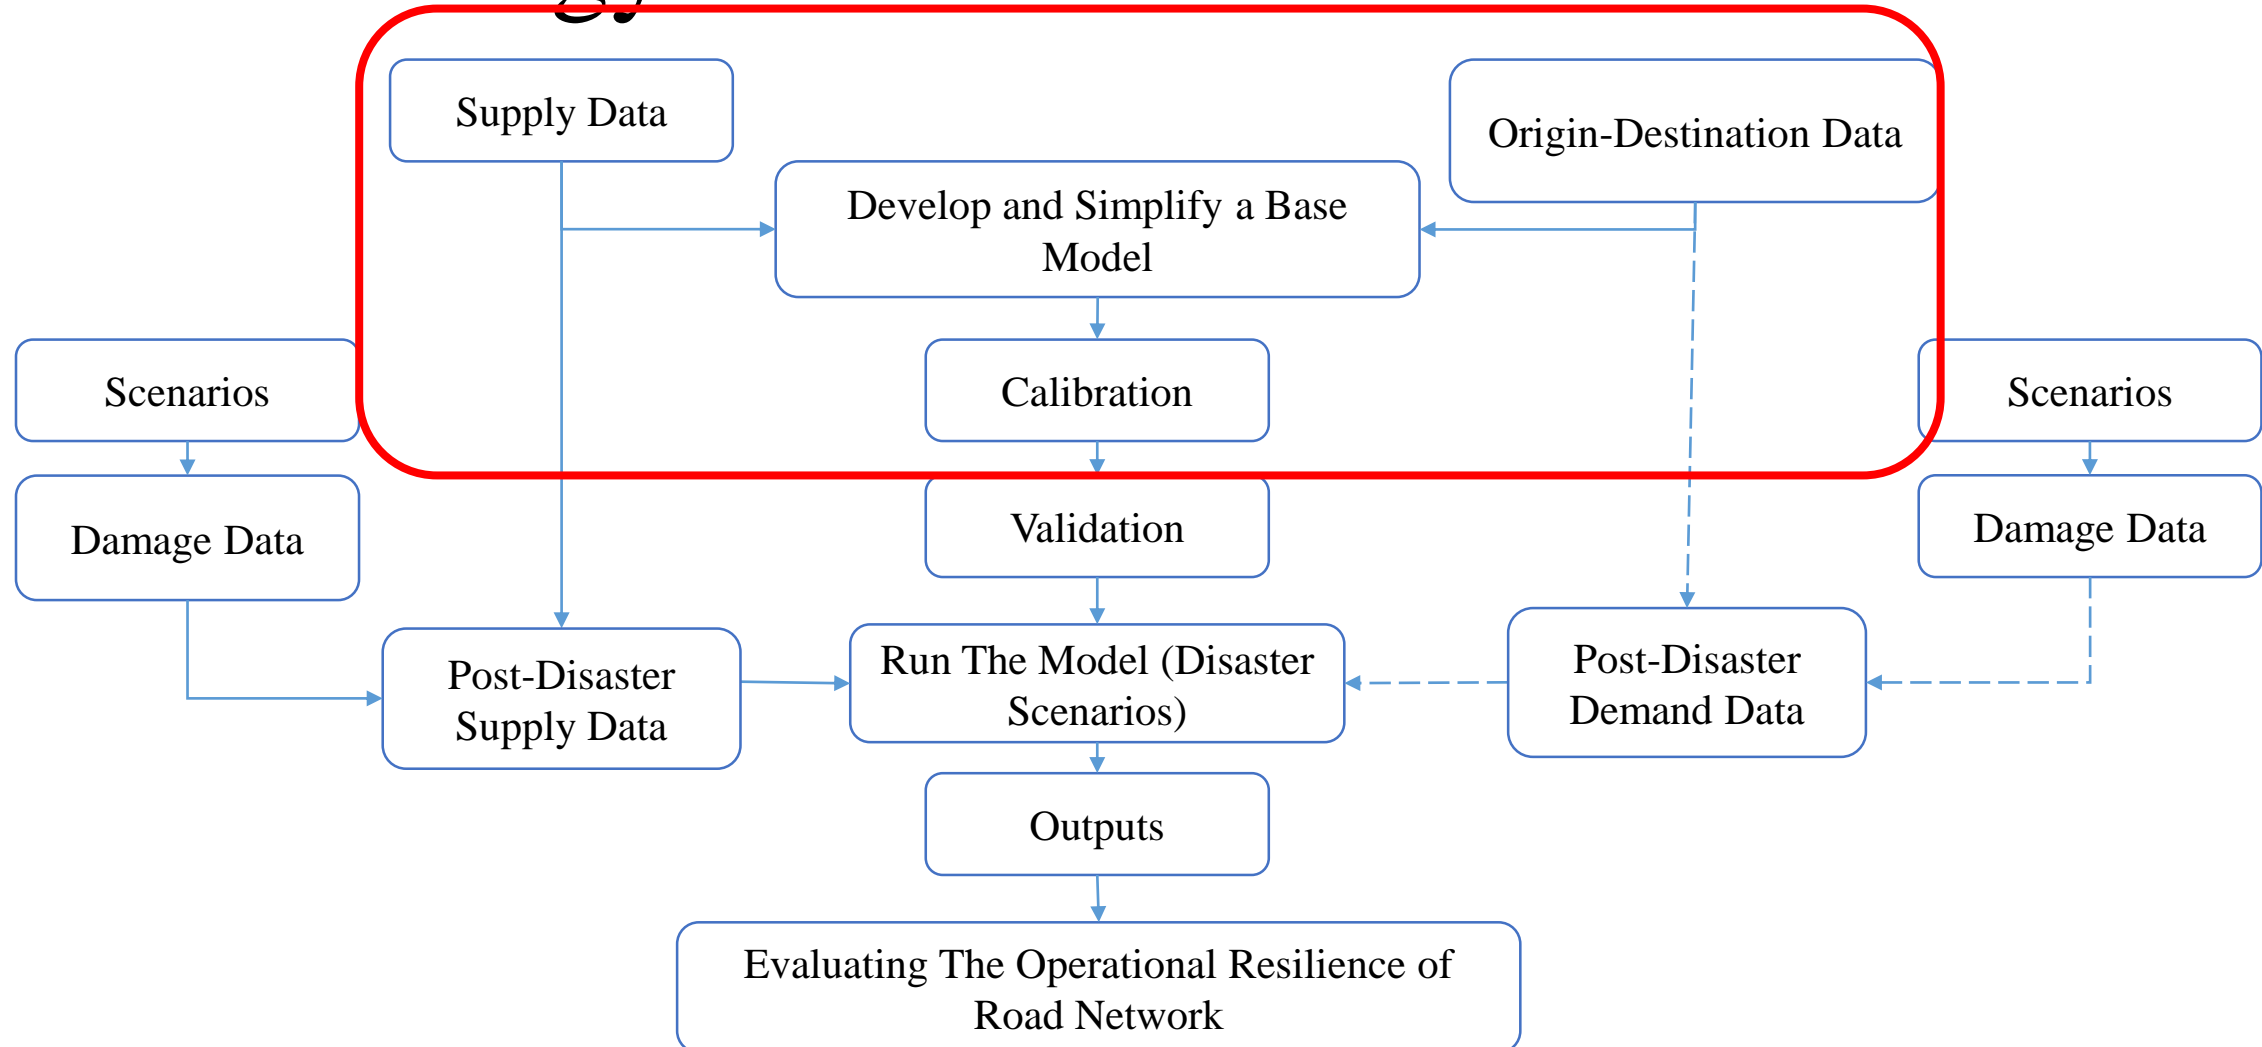 Supply Data
Origin-Destination Data
Develop and Simplify a Base
Model
Scenarios
Calibration
Scenarios
Damage Data
Validation
Damage Data
Post-Disaster
Supply Data
Run The Model (Disaster
Scenarios)
Post-Disaster
Demand Data
Outputs
Evaluating The Operational Resilience of
Road Network